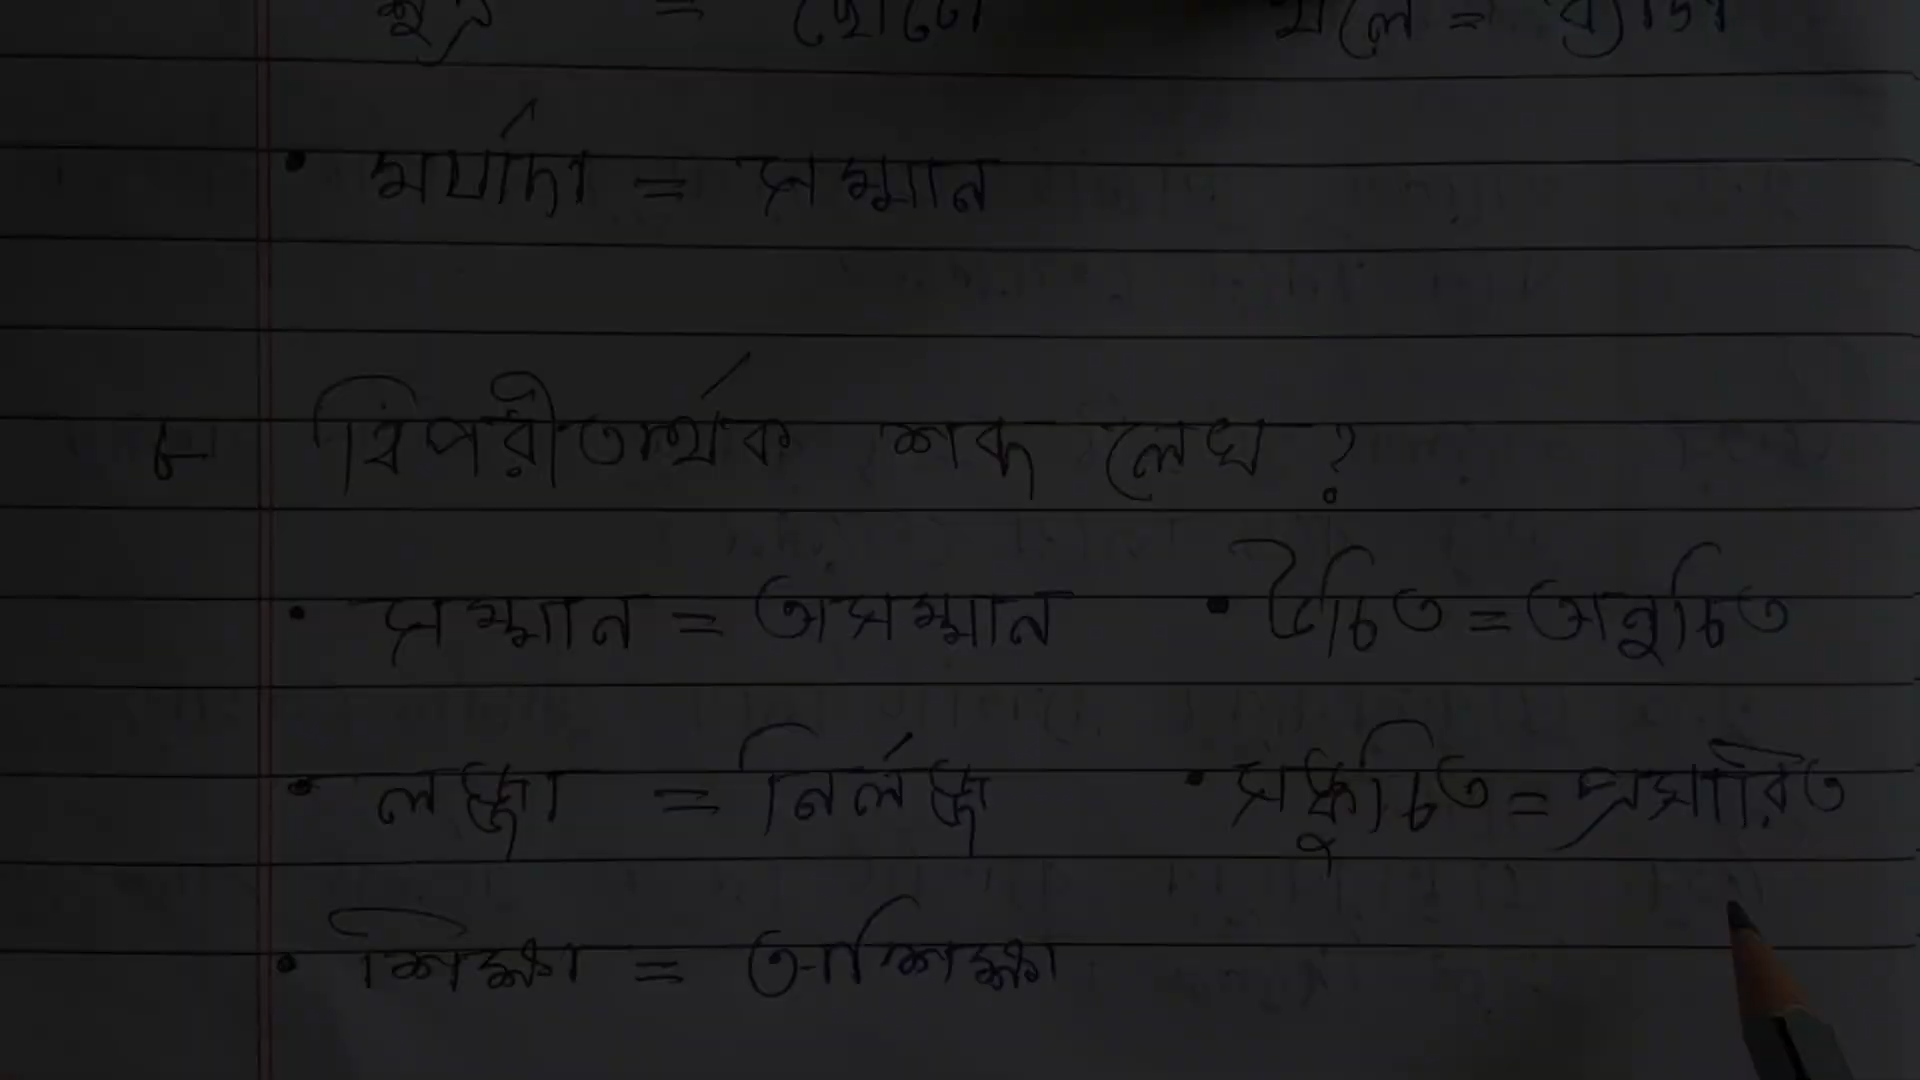 = ছোটো
• মর্যাদা = সম্মান
৮ বিপরীতার্থক শব্দ লেখ ?
• সম্মান = অসম্মান • উচিত = অনুচিত
• লজ্জা = নির্লজ্জ • সঙ্কুচিত = প্রসারিত
• শিক্ষা = অশিক্ষা